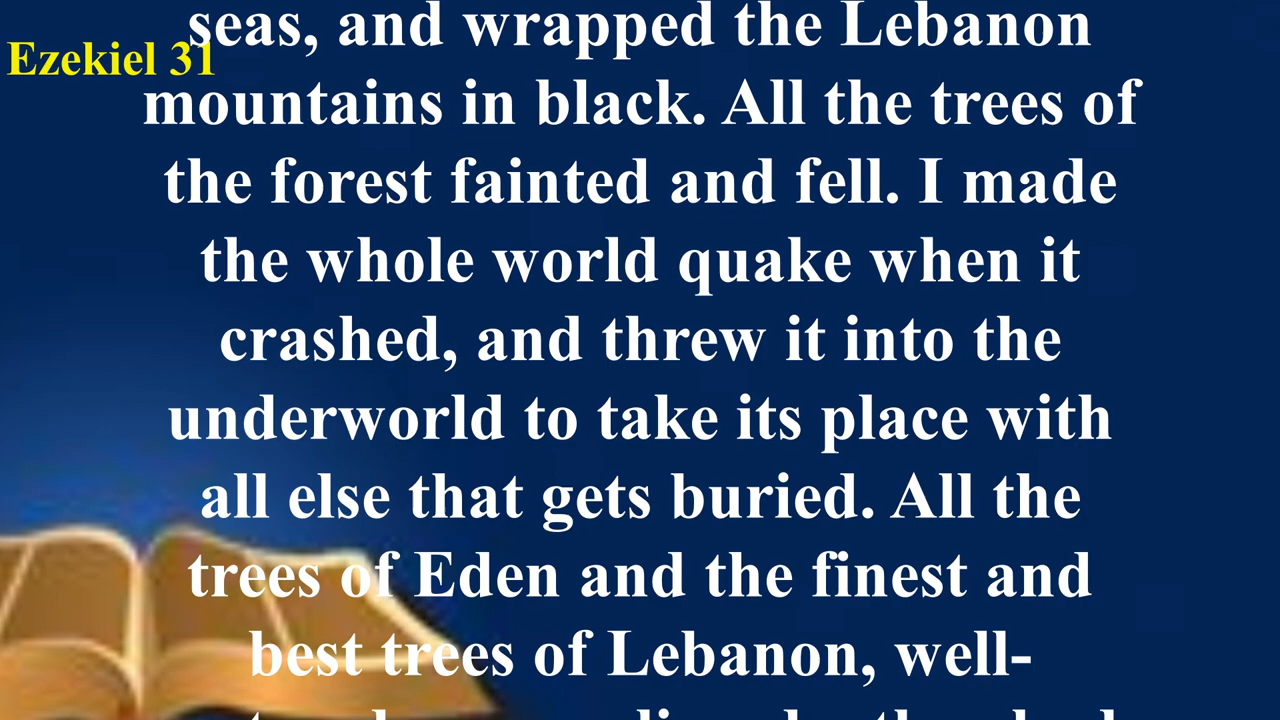 Ezekiel 31
seas, and wrapped the Lebanon
mountains in black. All the trees of
the forest fainted and fell. I made
the whole world quake when it
crashed, and threw it into the
underworld to take its place with
all else that gets buried. All the
trees of Eden and the finest and
best trees of Lebanon, well-